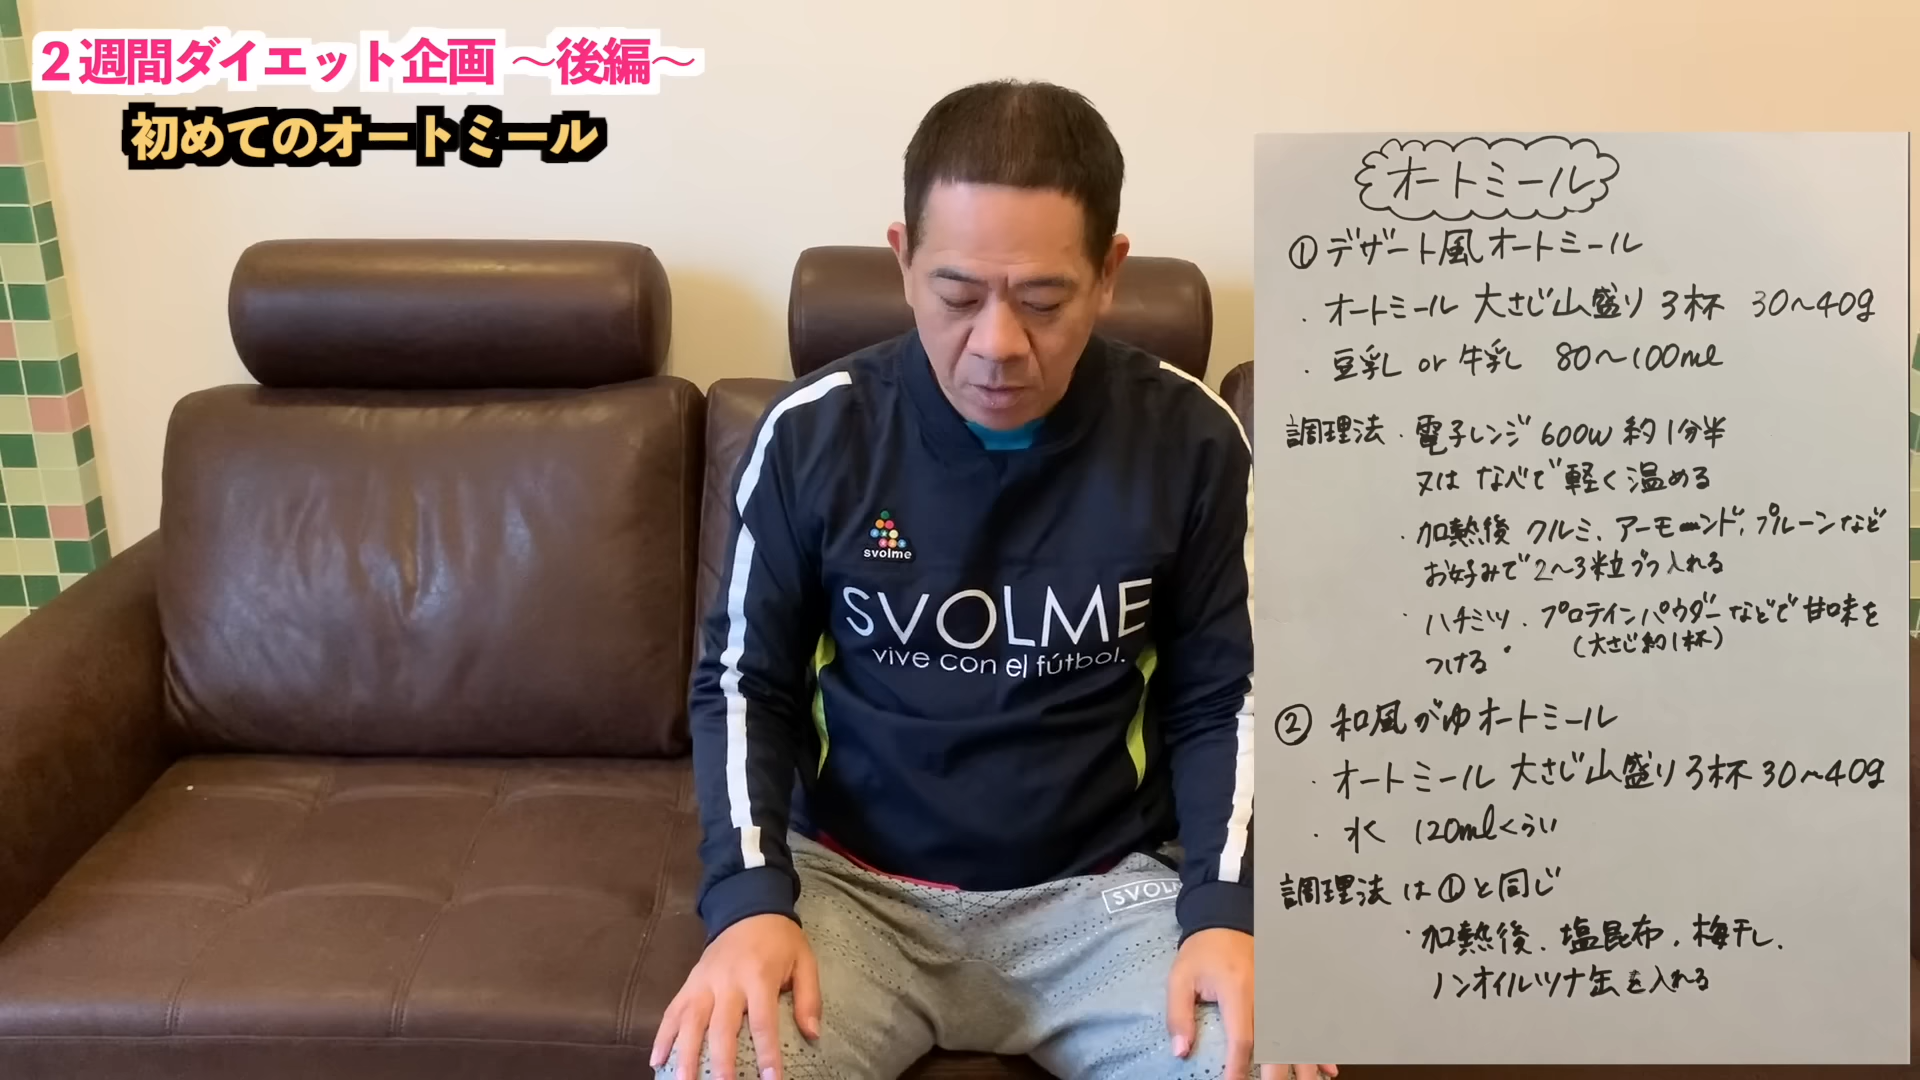 ２週間ダイエット企画 ～後編～
初めてのオートミール
svolme
SVOLME
vive con el fútbol.
SVOL
オートミール
①デザート風オートミール
・オートミール 大さじ山盛り3杯 30〜40g
・豆乳 or 牛乳 80〜100ml
調理法・電子レンジ 600W 約1分半
又は なべで軽く温める
・加熱後 クルミ、アーモンド、プルーンなど
お好みで2〜3粒づつ入れる
・ハチミツ、プロテインパウダーなどで甘味を
つける。(大さじ約1杯)
② 和風がゆオートミール
・オートミール 大さじ山盛り3杯 30〜40g
・水 120mlくらい
調理法は①と同じ
・加熱後、塩昆布、梅干し、
ノンオイルツナ缶を入れる